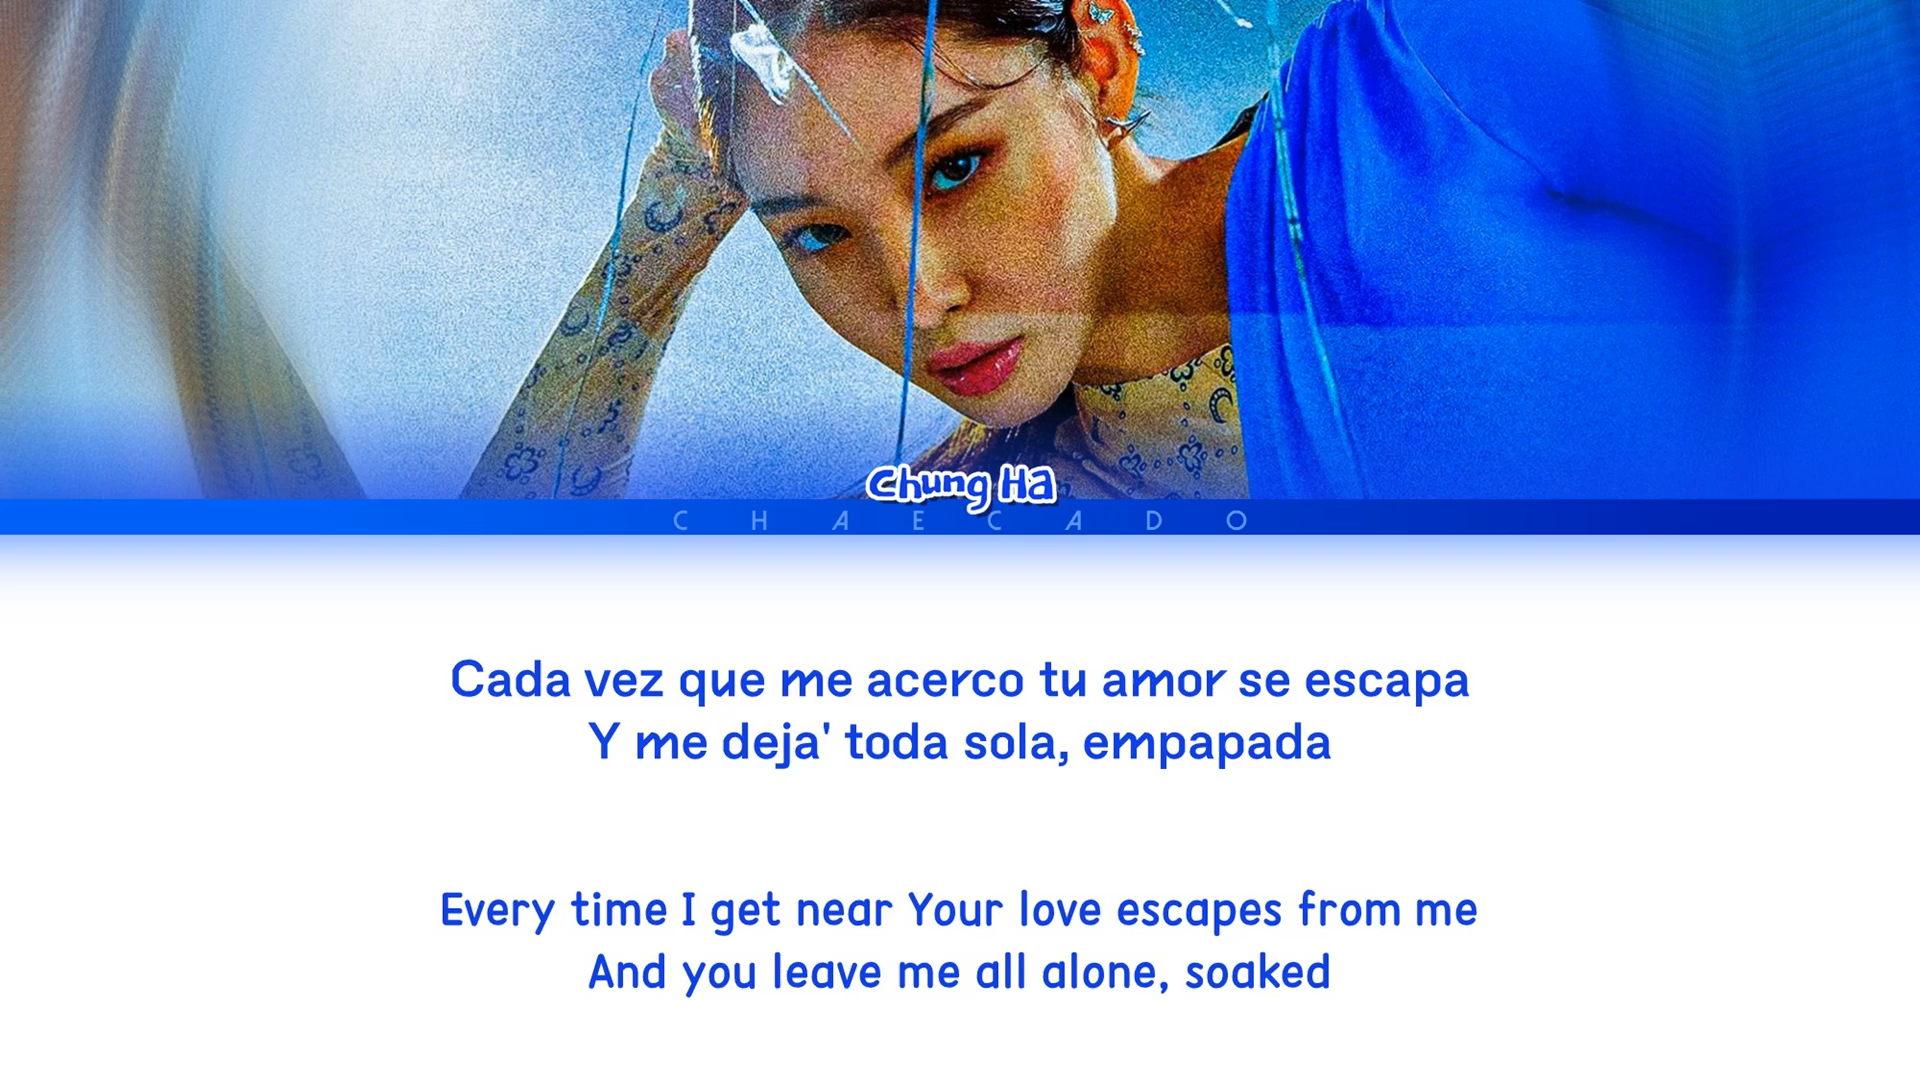 Chung Ha
CHAECADO
Cada vez que me acerco tu amor se escapa
Y me deja' toda sola, empapada
Every time I get near Your love escapes from me
And you leave me all alone, soaked